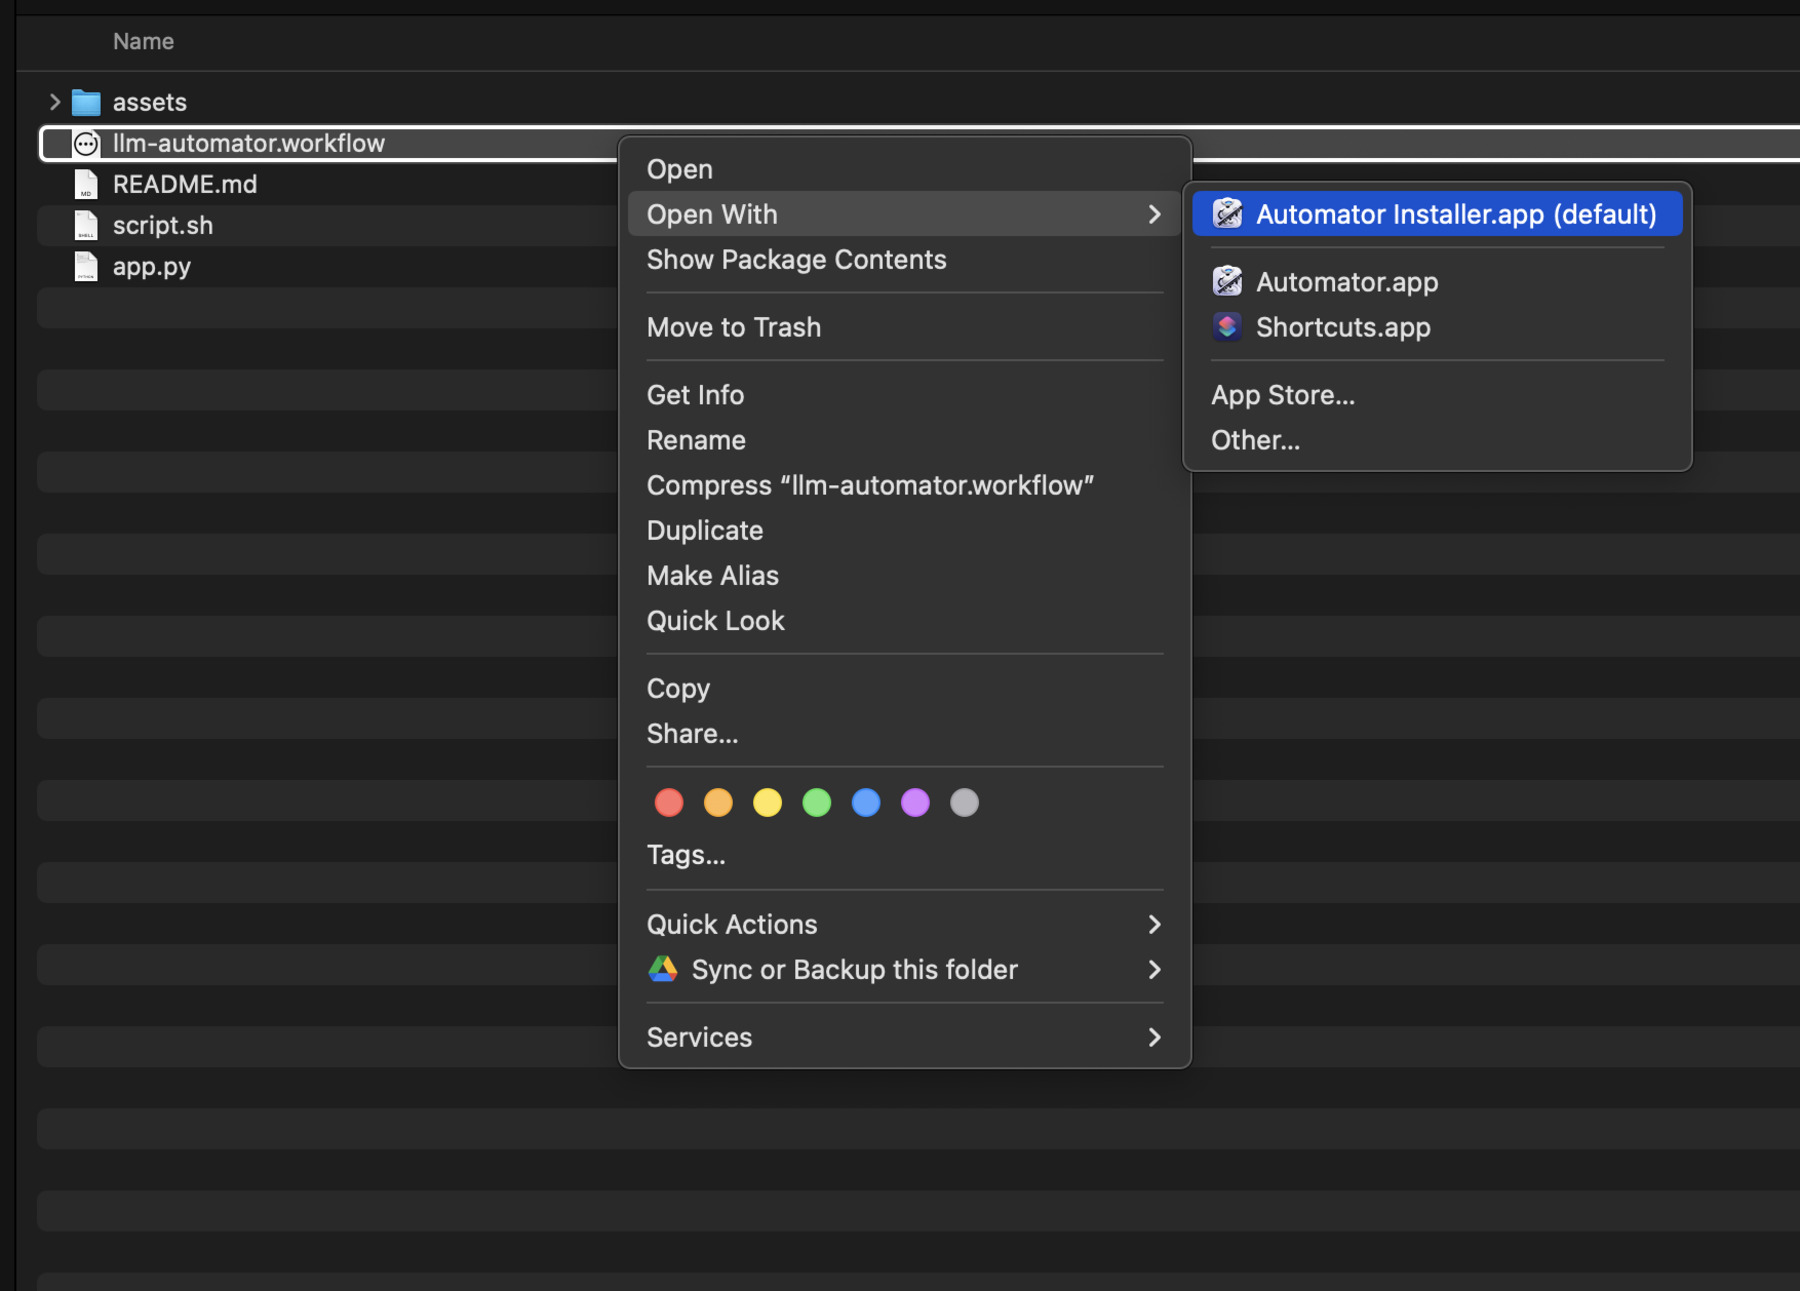 Name
assets
llm-automator.workflow
README.md
script.sh
app.py
Open
Open With
Show Package Contents
Move to Trash
Get Info
Rename
Compress “llm-automator.workflow”
Duplicate
Make Alias
Quick Look
Copy
Share...
Tags...
Quick Actions
Sync or Backup this folder
Services
Automator Installer.app (default)
Automator.app
Shortcuts.app
App Store...
Other...